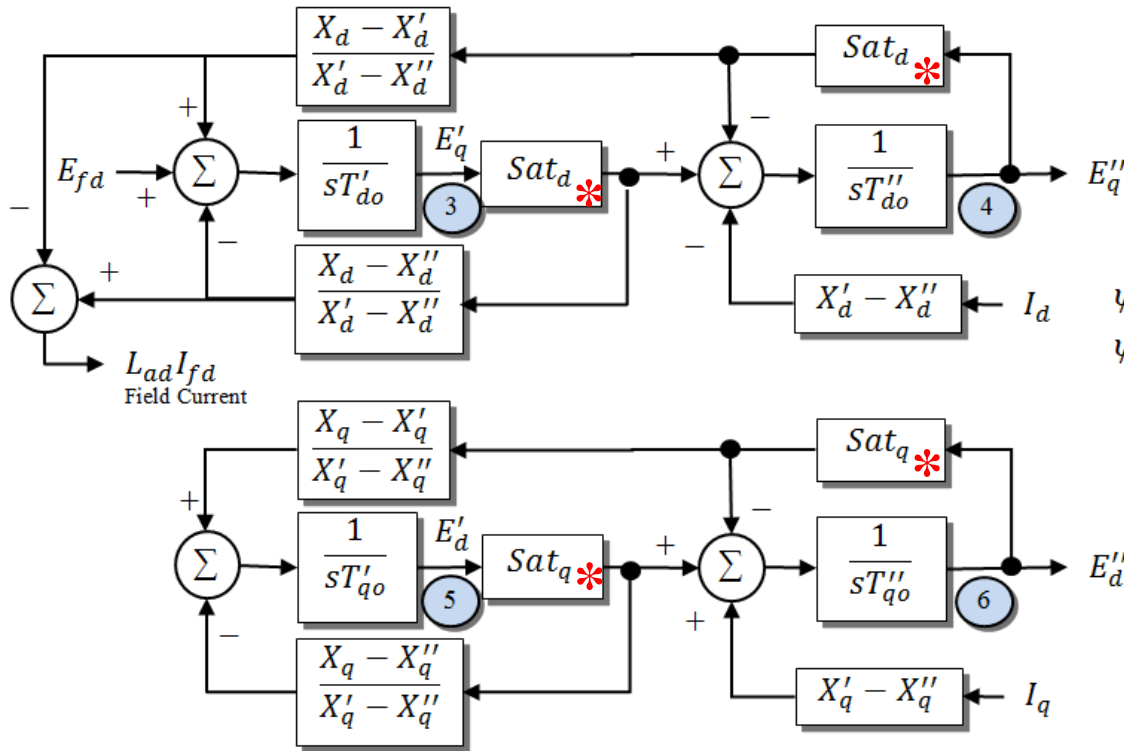 X_d − X'_d
X'_d − X''_d
Sat_d *
+
−
E_fd
+
Σ
1
sT'_do
E'_q
3
Sat_d *
+
Σ
1
sT''_do
4
E''_q
−
−
−
X_d − X''_d
X'_d − X''_d
+
Σ
X'_d − X''_d
I_d
ψ
ψ
L_ad I_fd
Field Current
X_q − X'_q
X'_q − X''_q
Sat_q *
+
−
Σ
1
sT'_qo
E'_d
5
Sat_q *
+
Σ
1
sT''_qo
6
E''_d
−
+
X_q − X''_q
X'_q − X''_q
X'_q − X''_q
I_q